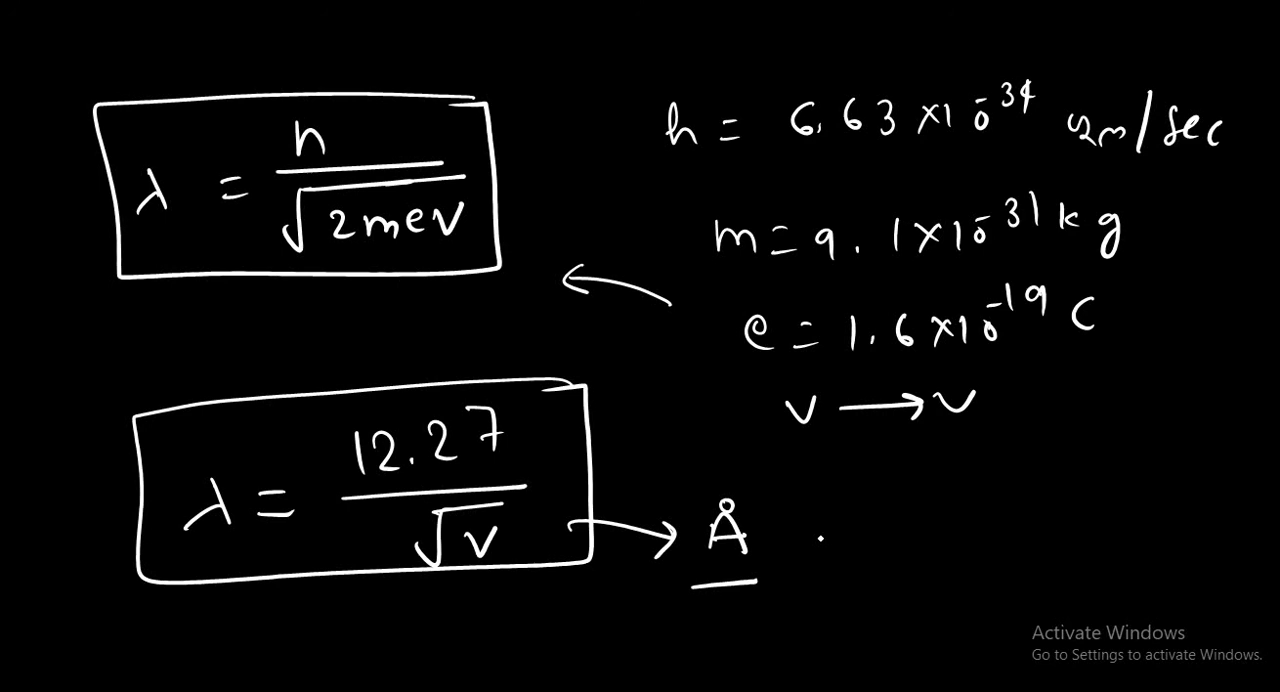 λ = h / √2meV
h = 6.63 × 10⁻³⁴ /sec
m = 9.1 × 10⁻³¹ kg
e = 1.6 × 10⁻¹⁹ C
V → V
λ = 12.27 / √V → Å
Activate Windows
Go to Settings to activate Windows.